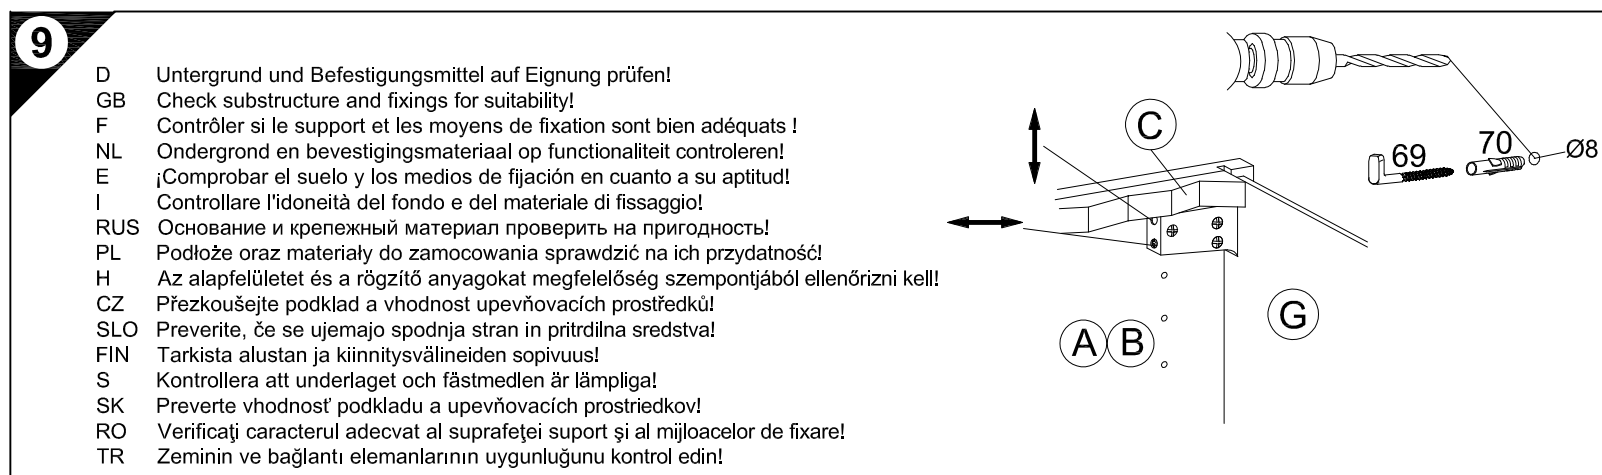 9
D Untergrund und Befestigungsmittel auf Eignung prüfen!
GB Check substructure and fixings for suitability!
F Contrôler si le support et les moyens de fixation sont bien adéquats !
NL Ondergrond en bevestigingsmateriaal op functionaliteit controleren!
E ¡Comprobar el suelo y los medios de fijación en cuanto a su aptitud!
I Controllare l'idoneità del fondo e del materiale di fissaggio!
RUS Основание и крепежный материал проверить на пригодность!
PL Podłoże oraz materiały do zamocowania sprawdzić na ich przydatność!
H Az alapfelületet és a rögzítő anyagokat megfelelőség szempontjából ellenőrizni kell!
CZ Přezkoušejte podklad a vhodnost upevňovacích prostředků!
SLO Preverite, če se ujemajo spodnja stran in pritrdilna sredstva!
FIN Tarkista alustan ja kiinnitysvälineiden sopivuus!
S Kontrollera att underlaget och fästmedlen är lämpliga!
SK Preverte vhodnosť podkladu a upevňovacích prostriedkov!
RO Verificaţi caracterul adecvat al suprafeţei suport şi al mijloacelor de fixare!
TR Zeminin ve bağlantı elemanlarının uygunluğunu kontrol edin!
C
69
70
Ø8
A
B
G